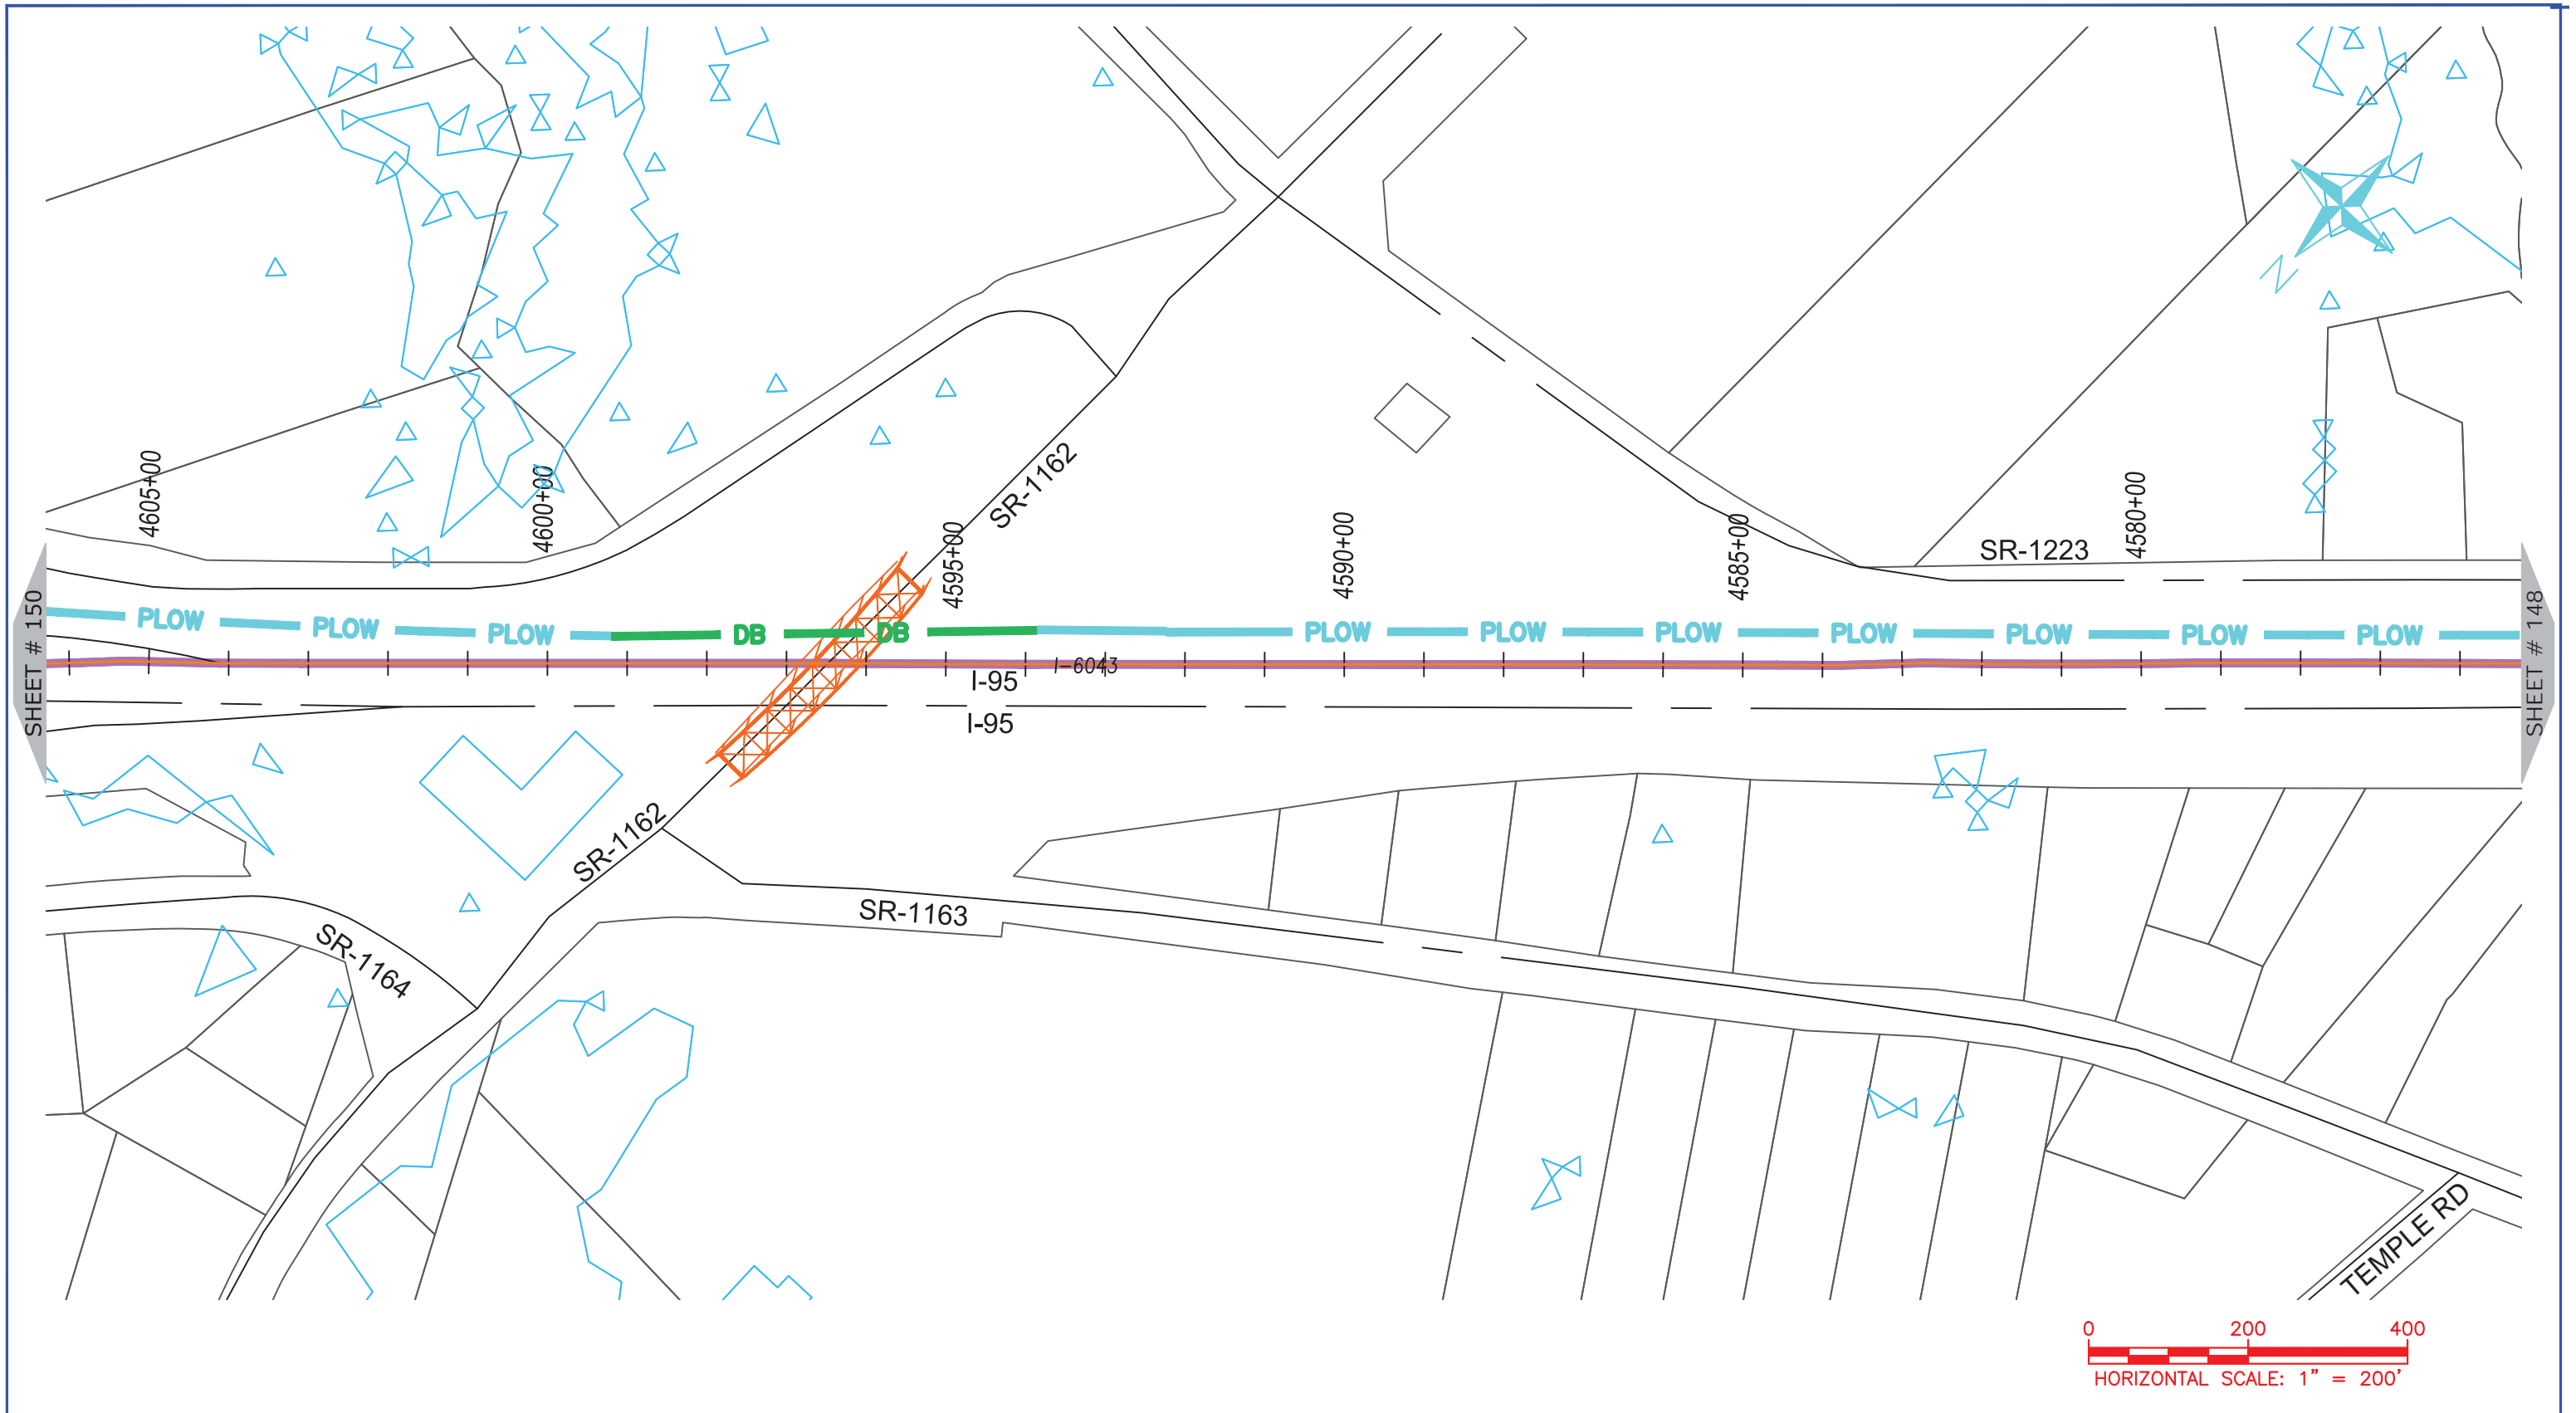 N
4605+00
4600+00
4595+00
4590+00
4585+00
4580+00
SR-1162
SR-1223
SHEET # 150
PLOW PLOW PLOW DB DB PLOW PLOW PLOW PLOW PLOW PLOW PLOW
SHEET # 148
I-6043
I-95
I-95
SR-1162
SR-1163
SR-1164
TEMPLE RD
0 200 400
HORIZONTAL SCALE: 1" = 200'